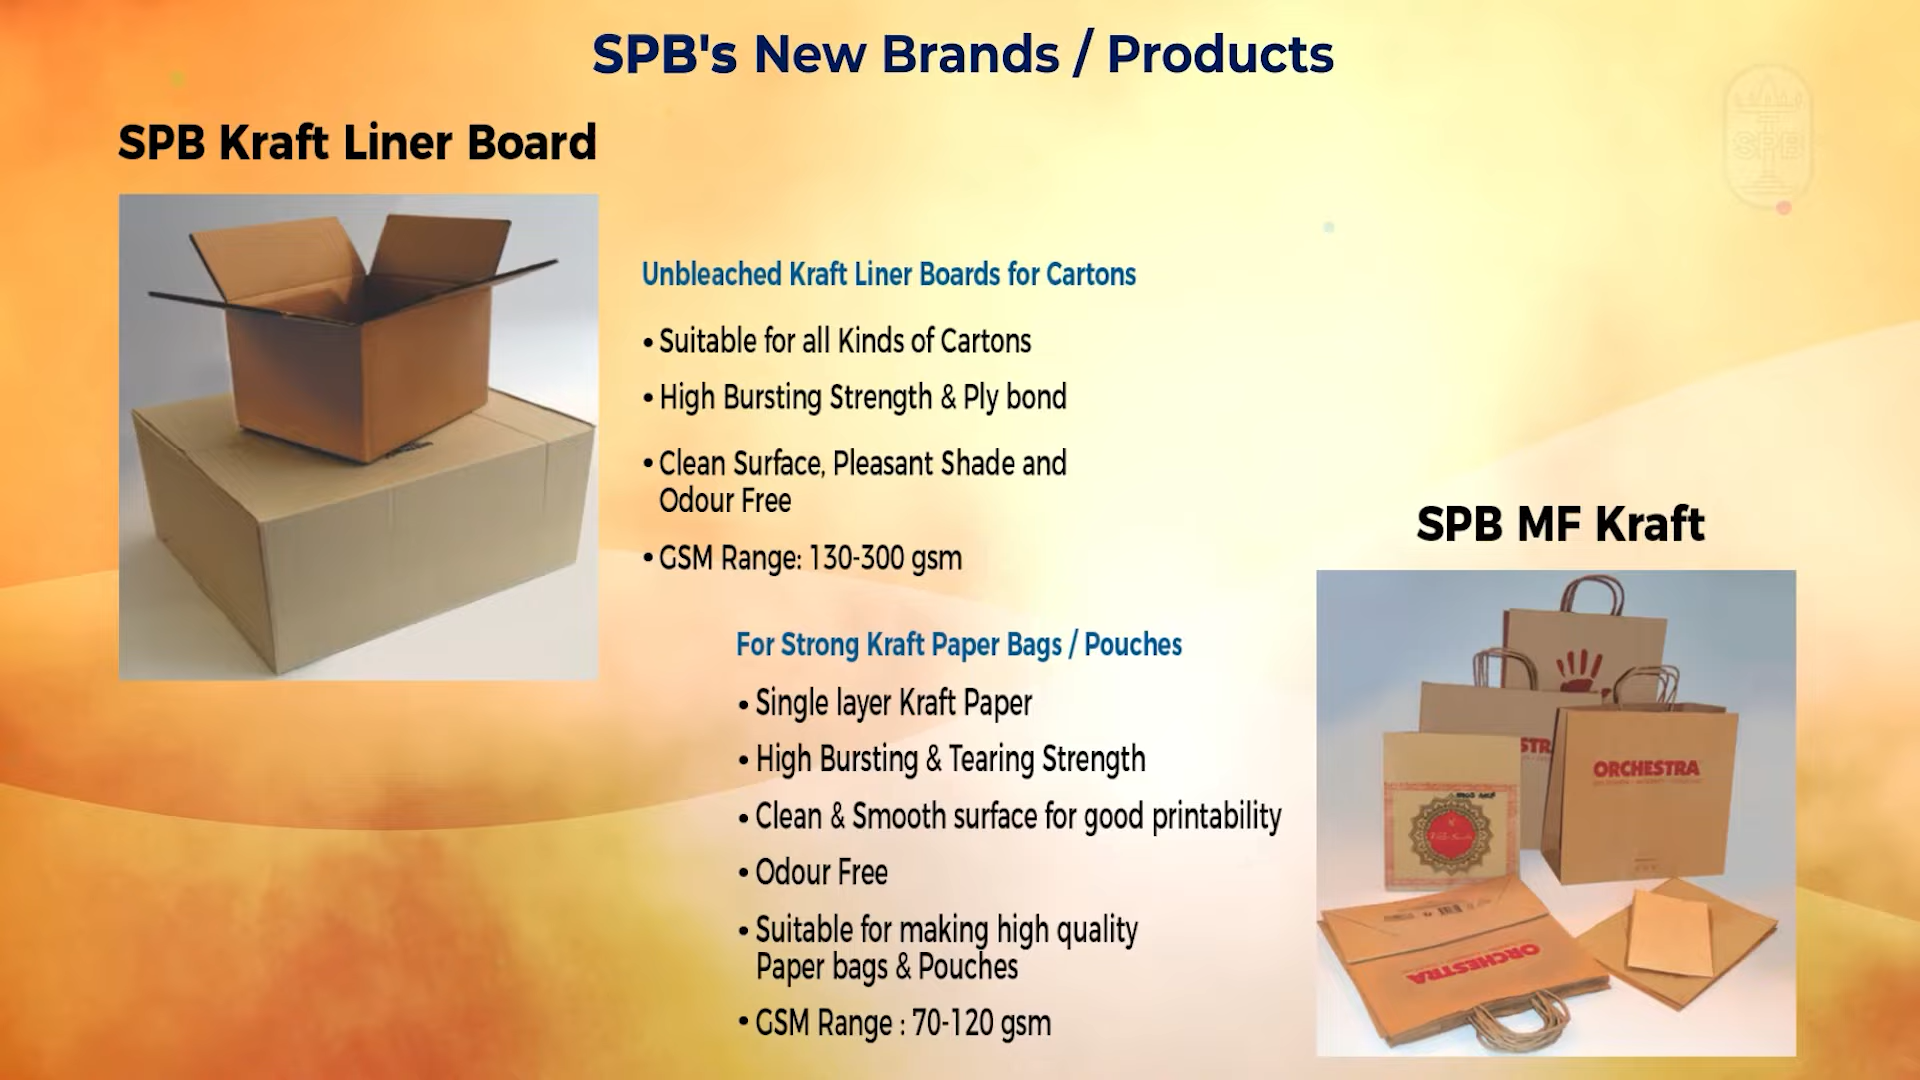 SPB's New Brands / Products
SPB Kraft Liner Board
SPB
Unbleached Kraft Liner Boards for Cartons
• Suitable for all Kinds of Cartons
• High Bursting Strength & Ply bond
• Clean Surface, Pleasant Shade and
Odour Free
• GSM Range: 130-300 gsm
SPB MF Kraft
For Strong Kraft Paper Bags / Pouches
• Single layer Kraft Paper
• High Bursting & Tearing Strength
• Clean & Smooth surface for good printability
• Odour Free
• Suitable for making high quality
Paper bags & Pouches
• GSM Range : 70-120 gsm
STR
ORCHESTRA
ORCHESTRA